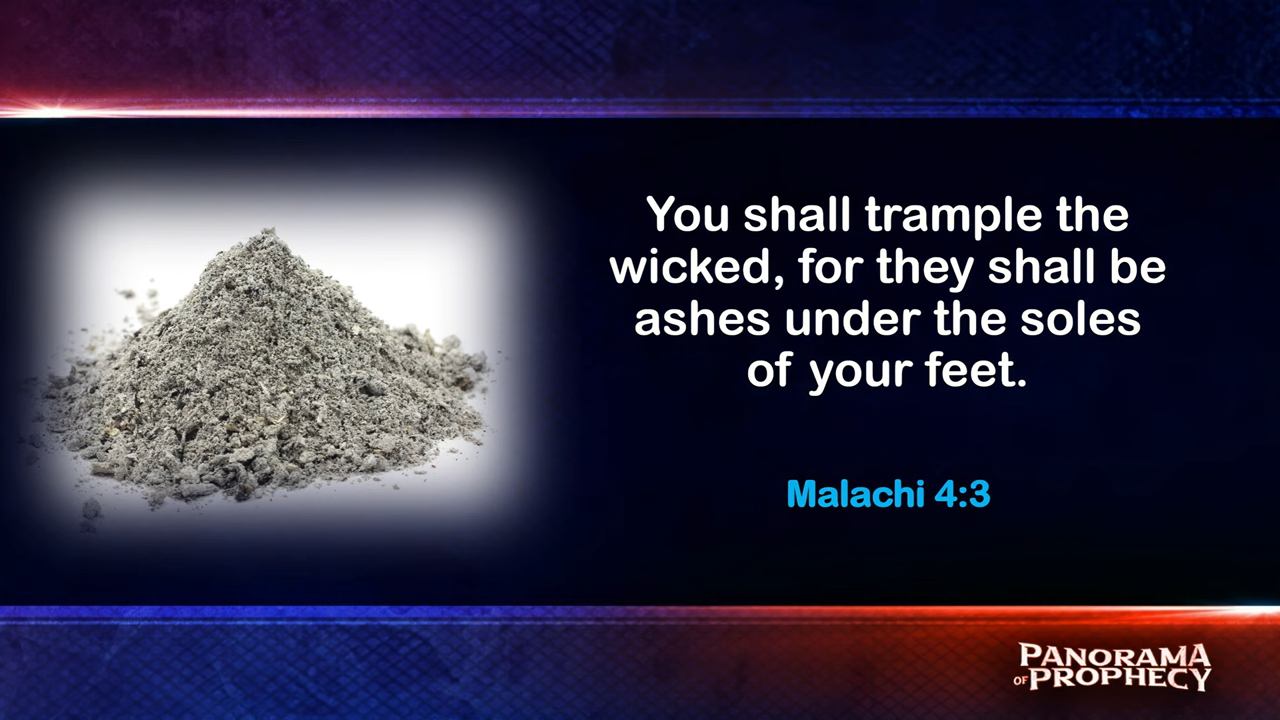 You shall trample the
wicked, for they shall be
ashes under the soles
of your feet.
Malachi 4:3
PANORAMA
OF PROPHECY